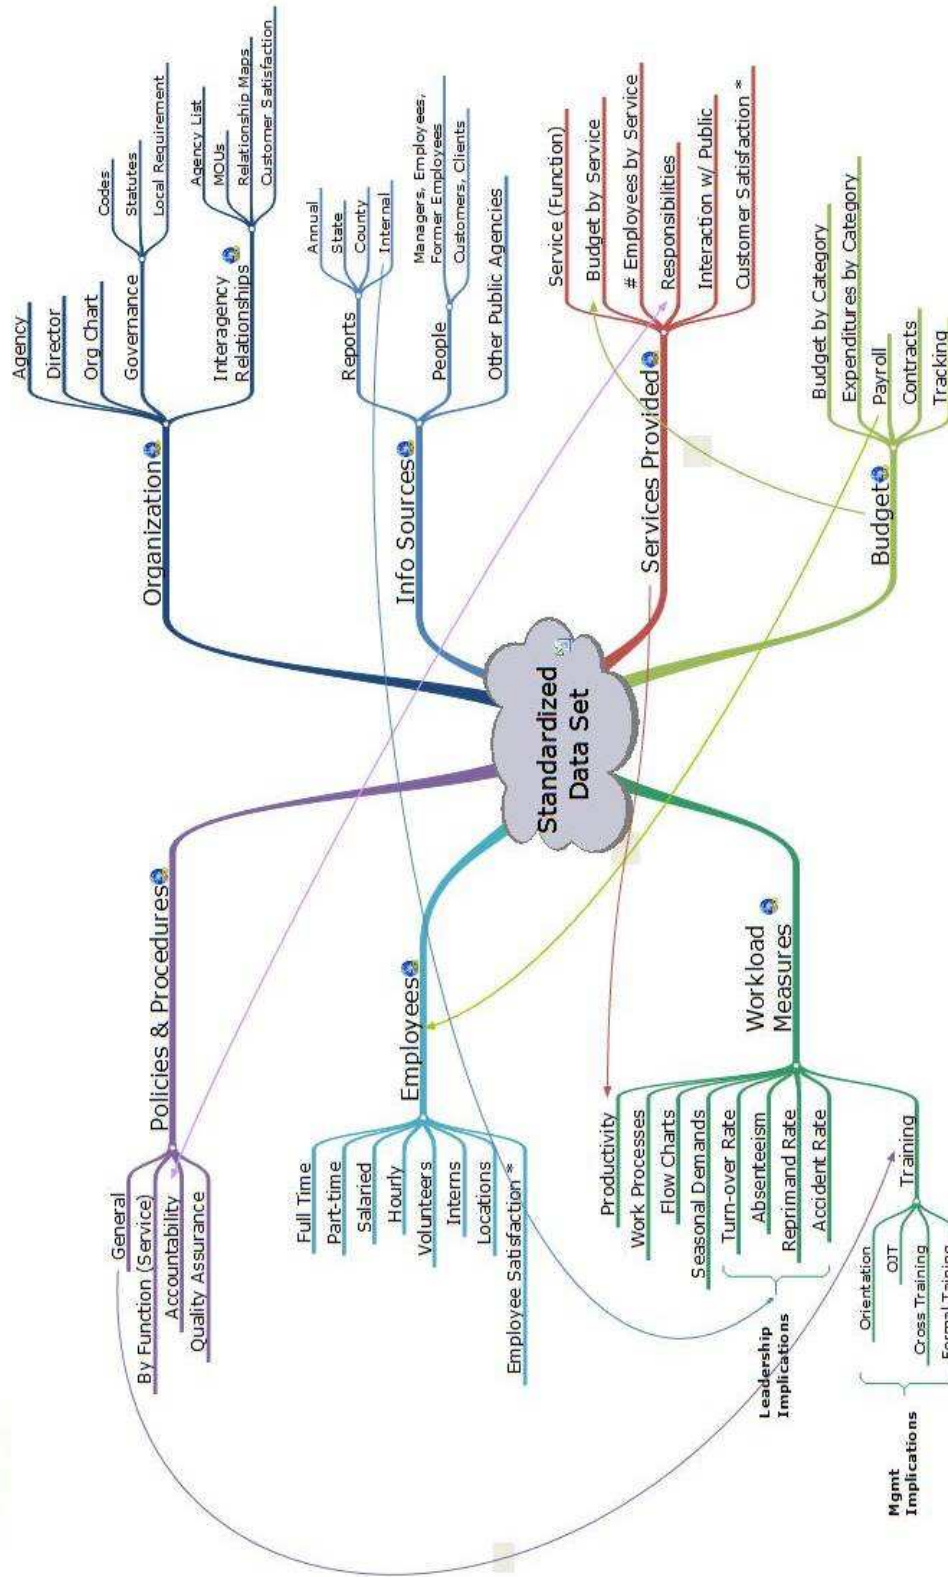 Standardized
Data Set
Organization
Agency
Director
Org Chart
Governance
Codes
Statutes
Local Requirement
Interagency
Relationships
Agency List
MOUs
Relationship Maps
Customer Satisfaction
Info Sources
Reports
Annual
State
County
Internal
People
Managers, Employees,
Former Employees
Customers, Clients
Other Public Agencies
Services Provided
Service (Function)
Budget by Service
# Employees by Service
Responsibilities
Interaction w/ Public
Customer Satisfaction *
Budget
Budget by Category
Expenditures by Category
Payroll
Contracts
Tracking
Policies & Procedures
General
By Function (Service)
Accountability
Quality Assurance
Employees
Full Time
Part-time
Salaried
Hourly
Volunteers
Interns
Locations
Employee Satisfaction *
Workload
Measures
Productivity
Work Processes
Flow Charts
Seasonal Demands
Turn-over Rate
Absenteeism
Reprimand Rate
Accident Rate
Leadership
Implications
Training
Orientation
OJT
Cross Training
Formal Training
Mgmt
Implications